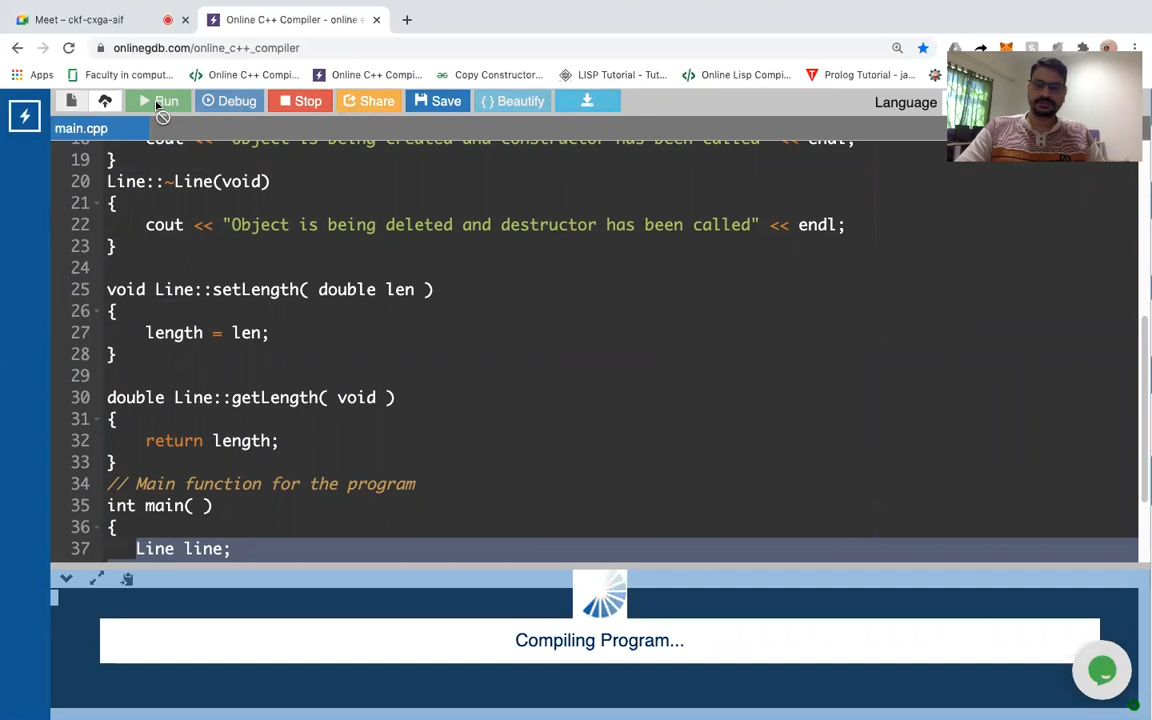 Meet – ckf-cxga-aif
Online C++ Compiler - online e
onlinegdb.com/online_c++_compiler
Apps
Faculty in comput...
Online C++ Compi...
Online C++ Compi...
Copy Constructor...
LISP Tutorial - Tut...
Online Lisp Compi...
Prolog Tutorial - ja...
Run
Debug
Stop
Share
Save
{ } Beautify
Language
main.cpp
18 cout << "Object is being created and constructor has been called" << endl;
19 }
20 Line::~Line(void)
21 {
22 cout << "Object is being deleted and destructor has been called" << endl;
23 }
24
25 void Line::setLength( double len )
26 {
27 length = len;
28 }
29
30 double Line::getLength( void )
31 {
32 return length;
33 }
34 // Main function for the program
35 int main( )
36 {
37 Line line;
Compiling Program...